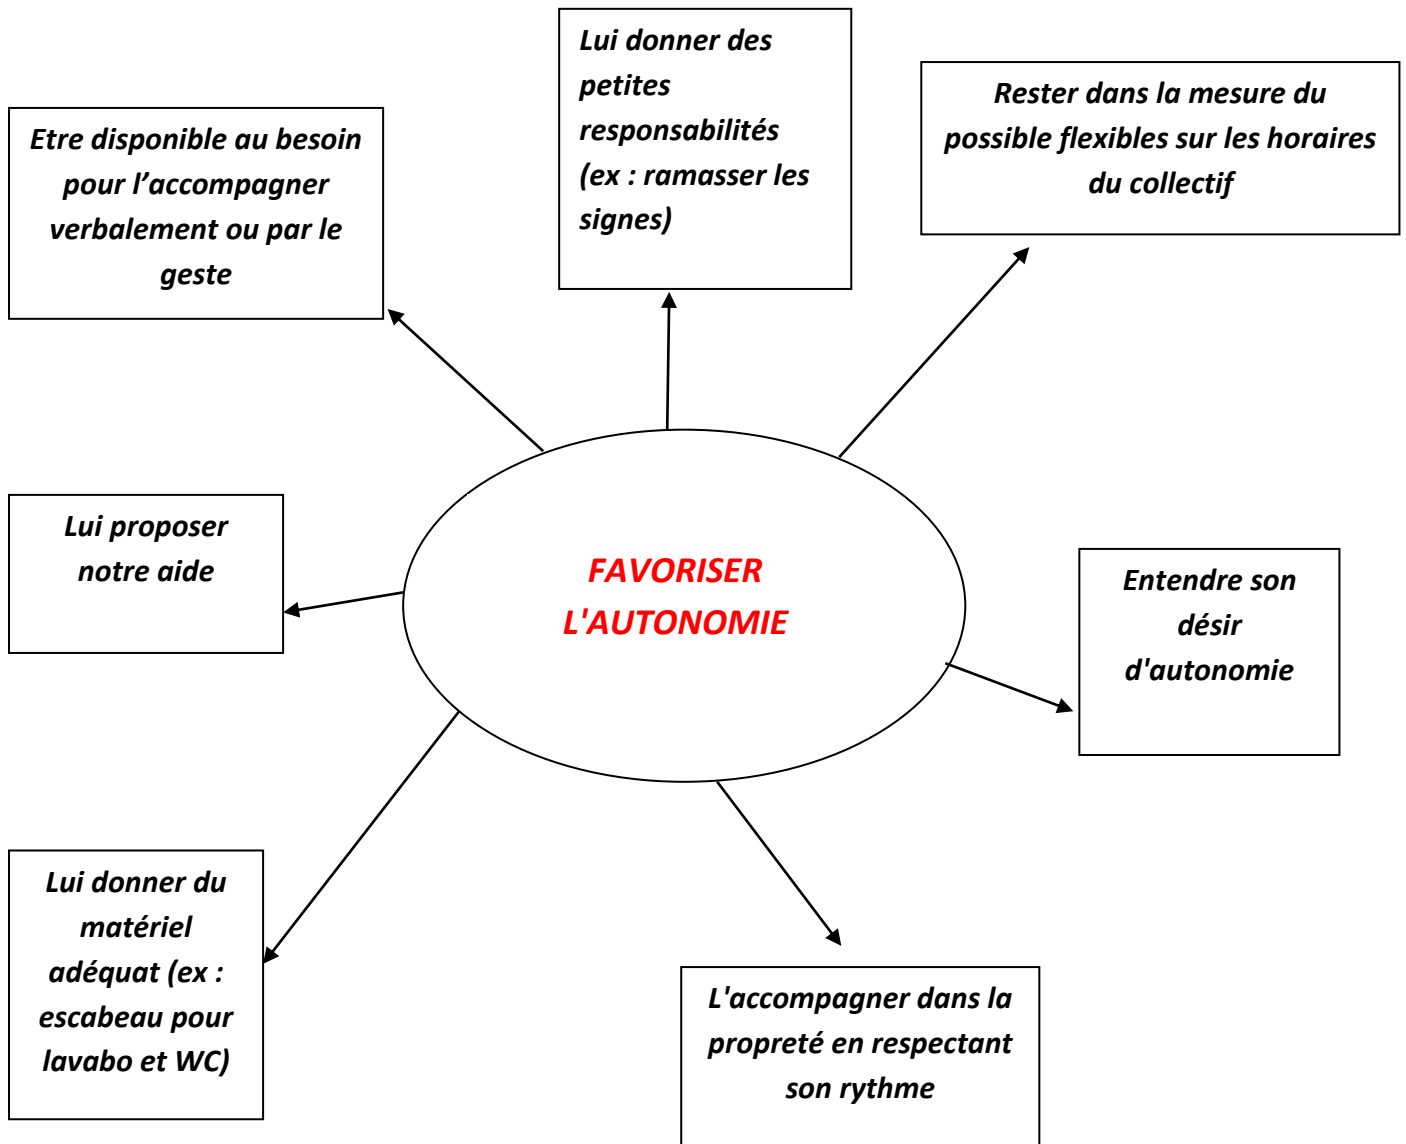 Lui donner des
petites
responsabilités
(ex : ramasser les
signes)
Rester dans la mesure du
possible flexibles sur les horaires
du collectif
Etre disponible au besoin
pour l’accompagner
verbalement ou par le
geste
Lui proposer
notre aide
FAVORISER
L'AUTONOMIE
Entendre son
désir
d'autonomie
Lui donner du
matériel
adéquat (ex :
escabeau pour
lavabo et WC)
L'accompagner dans la
propreté en respectant
son rythme